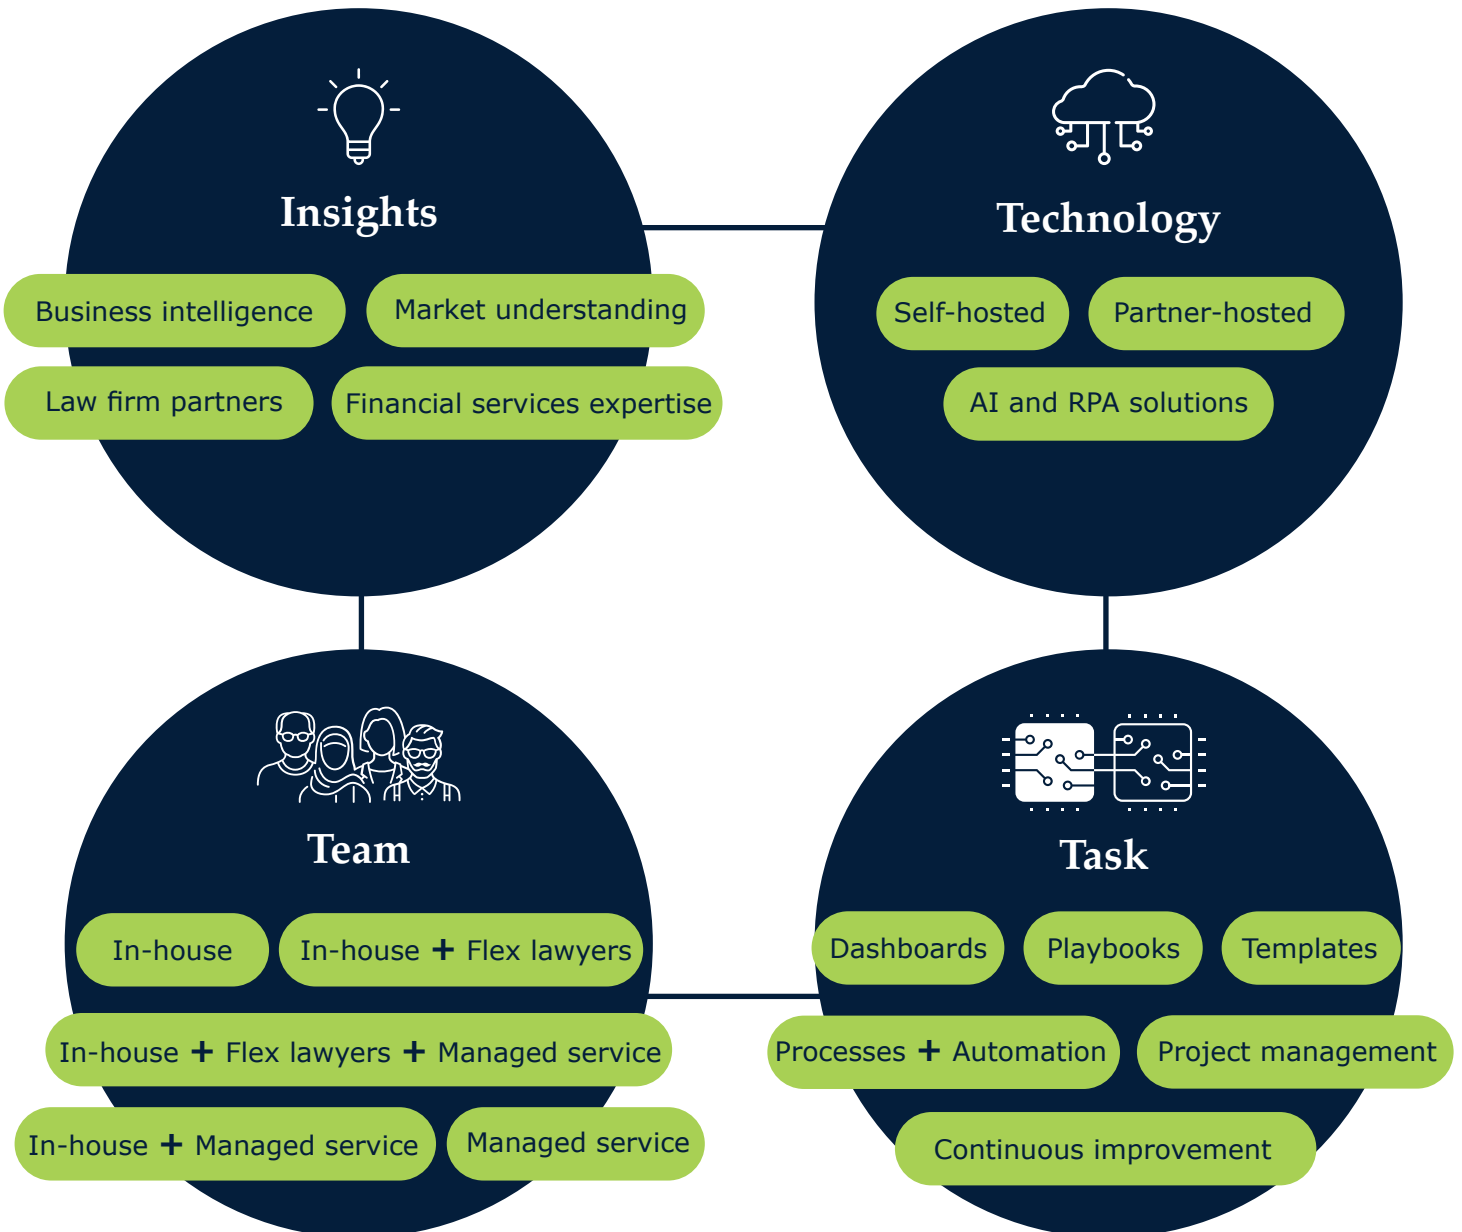 Insights
Business intelligence
Market understanding
Law firm partners
Financial services expertise
Technology
Self-hosted
Partner-hosted
AI and RPA solutions
Team
In-house
In-house + Flex lawyers
In-house + Flex lawyers + Managed service
In-house + Managed service
Managed service
Task
Dashboards
Playbooks
Templates
Processes + Automation
Project management
Continuous improvement